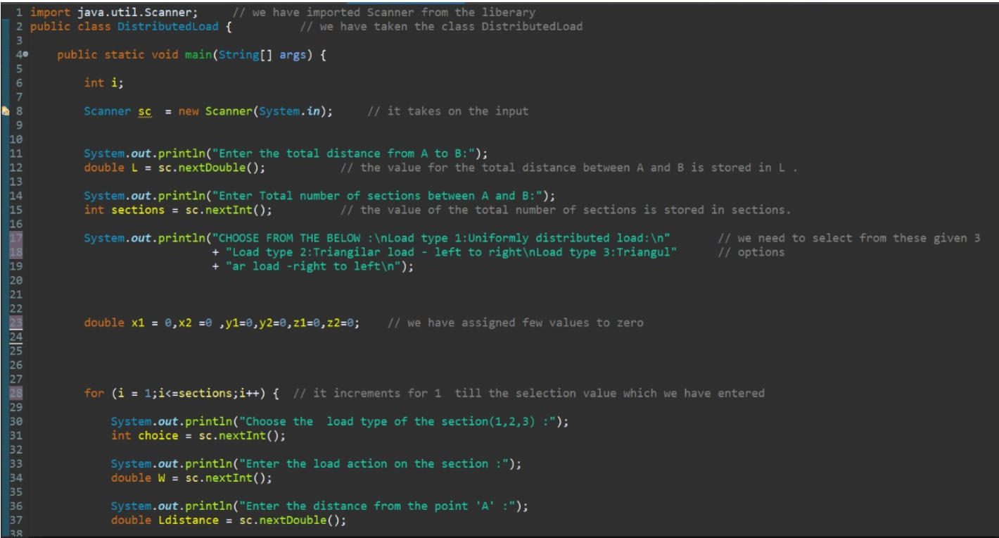 1 import java.util.Scanner;     // we have imported Scanner from the liberary
2 public class DistributedLoad {          // we have taken the class DistributedLoad
3
4    public static void main(String[] args) {
5
6        int i;
7
8        Scanner sc  = new Scanner(System.in);     // it takes on the input
9
10
11        System.out.println("Enter the total distance from A to B:");
12        double L = sc.nextDouble();           // the value for the total distance between A and B is stored in L .
13
14        System.out.println("Enter Total number of sections between A and B:");
15        int sections = sc.nextInt();          // the value of the total number of sections is stored in sections.
16
17        System.out.println("CHOOSE FROM THE BELOW :\nLoad type 1:Uniformly distributed load:\n"       // we need to select from these given 3
18                           + "Load type 2:Triangilar load - left to right\nLoad type 3:Triangul"      // options
19                           + "ar load -right to left\n");
20
21
22
23        double x1 = 0,x2 =0 ,y1=0,y2=0,z1=0,z2=0;    // we have assigned few values to zero
24
25
26
27
28        for (i = 1;i<=sections;i++) {  // it increments for 1  till the selection value which we have entered
29
30            System.out.println("Choose the  load type of the section(1,2,3) :");
31            int choice = sc.nextInt();
32
33            System.out.println("Enter the load action on the section :");
34            double W = sc.nextInt();
35
36            System.out.println("Enter the distance from the point 'A' :");
37            double Ldistance = sc.nextDouble();
38